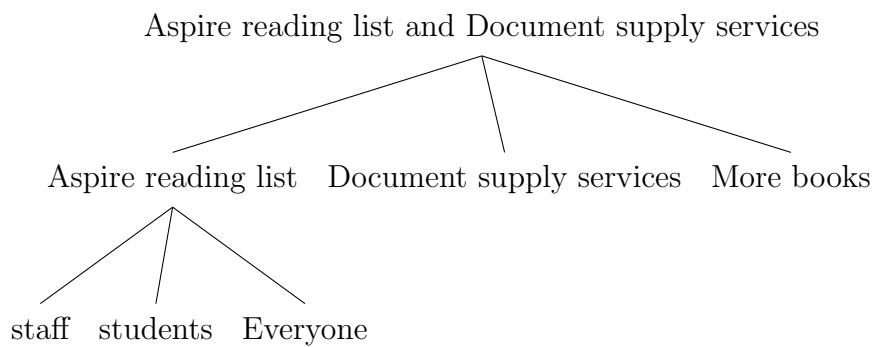 Aspire reading list and Document supply services
Aspire reading list Document supply services More books
staff students Everyone